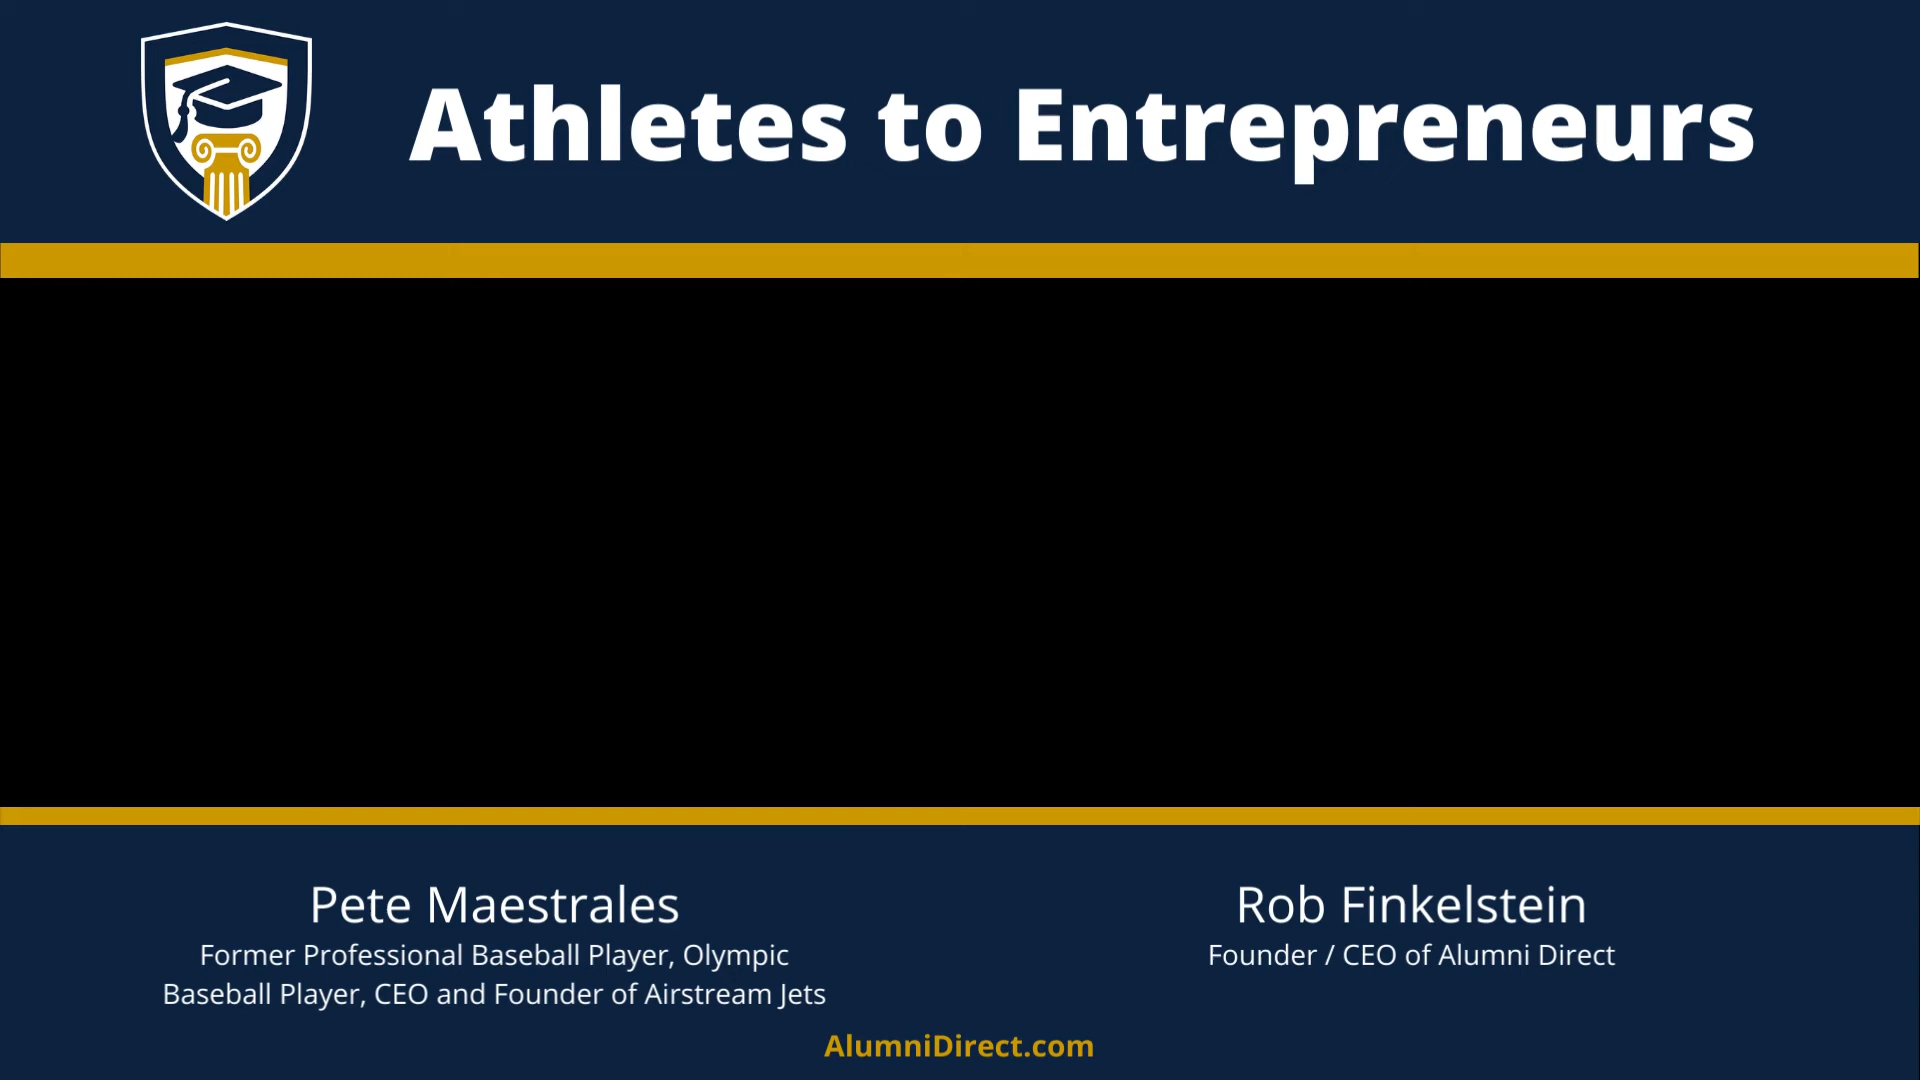 Athletes to Entrepreneurs
Pete Maestrales
Former Professional Baseball Player, Olympic
Baseball Player, CEO and Founder of Airstream Jets
Rob Finkelstein
Founder / CEO of Alumni Direct
AlumniDirect.com